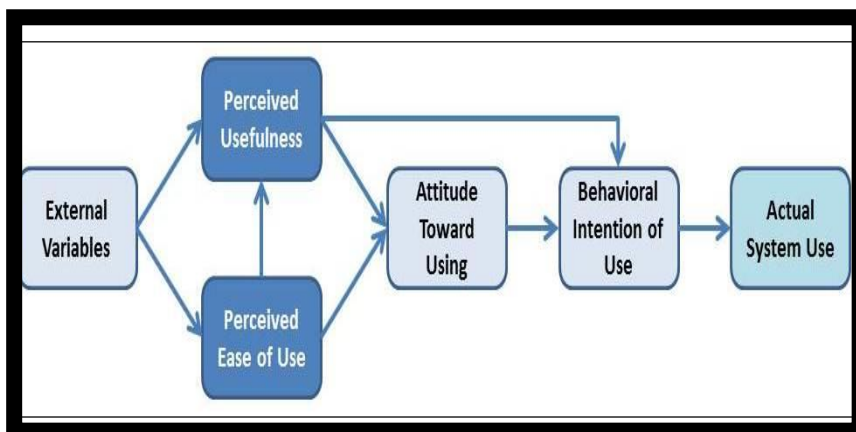 Perceived
Usefulness
External
Variables
Perceived
Ease of Use
Attitude
Toward
Using
Behavioral
Intention of
Use
Actual
System Use